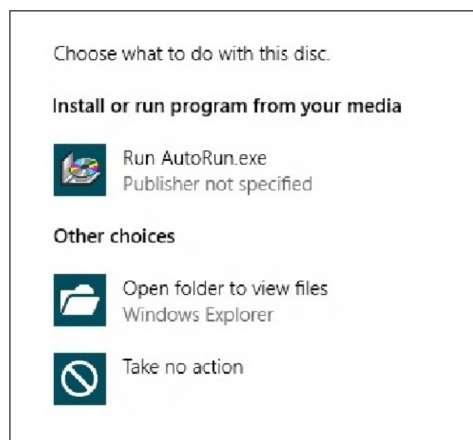 Choose what to do with this disc.
Install or run program from your media
Run AutoRun.exe
Publisher not specified
Other choices
Open folder to view files
Windows Explorer
Take no action